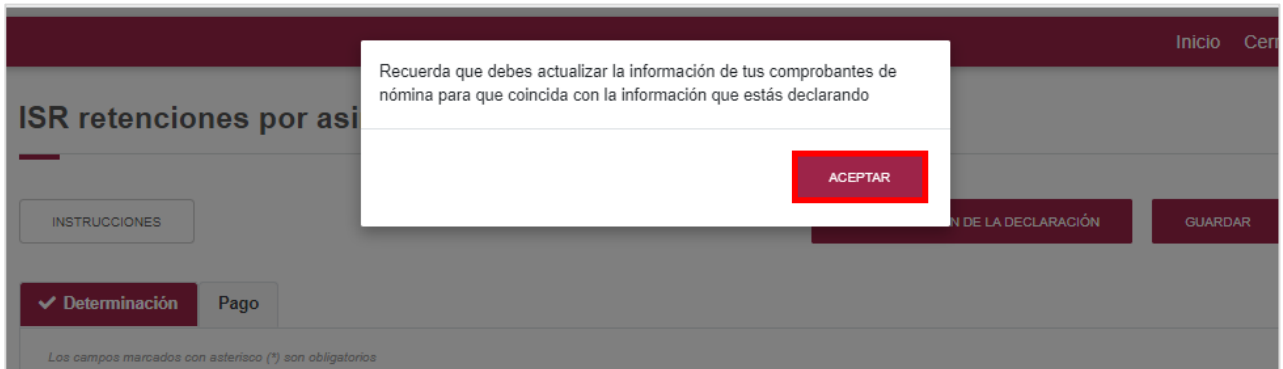 Inicio
Recuerda que debes actualizar la información de tus comprobantes de
nómina para que coincida con la información que estás declarando
ISR retenciones por
ACEPTAR
INSTRUCCIONES
DE LA DECLARACIÓN
GUARDAR
Determinación
Pago
Los campos marcados con asterisco (*) son obligatorios